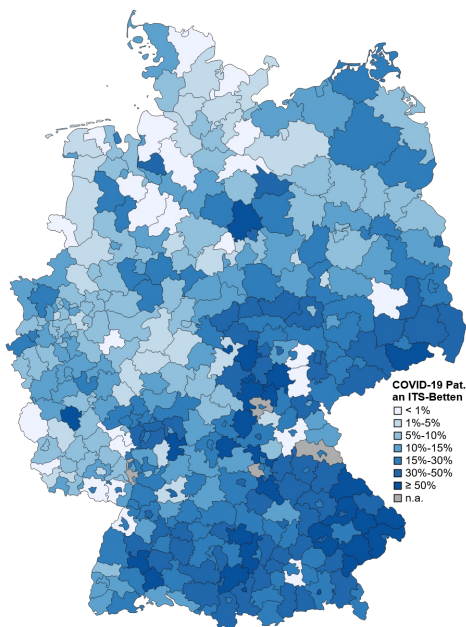 COVID-19 Pat.
an ITS-Betten
< 1%
1%-5%
5%-10%
10%-15%
15%-30%
30%-50%
≥ 50%
n.a.